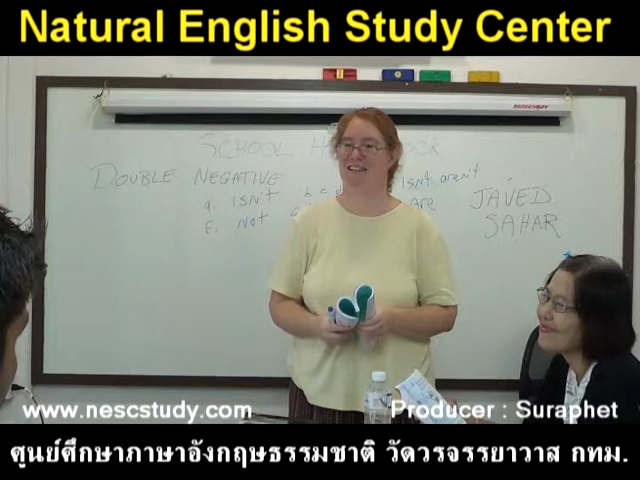 Natural English Study Center
SCREENBOY
SCHOOL
DOUBLE NEGATIVE
a. ISN'T isn't aren't
F. Not ARE
JAVED
SAHAR
www.nescstudy.com Producer : Suraphet
ศูนย์ศึกษาภาษาอังกฤษธรรมชาติ วัดวรจรรยาวาส กทม.